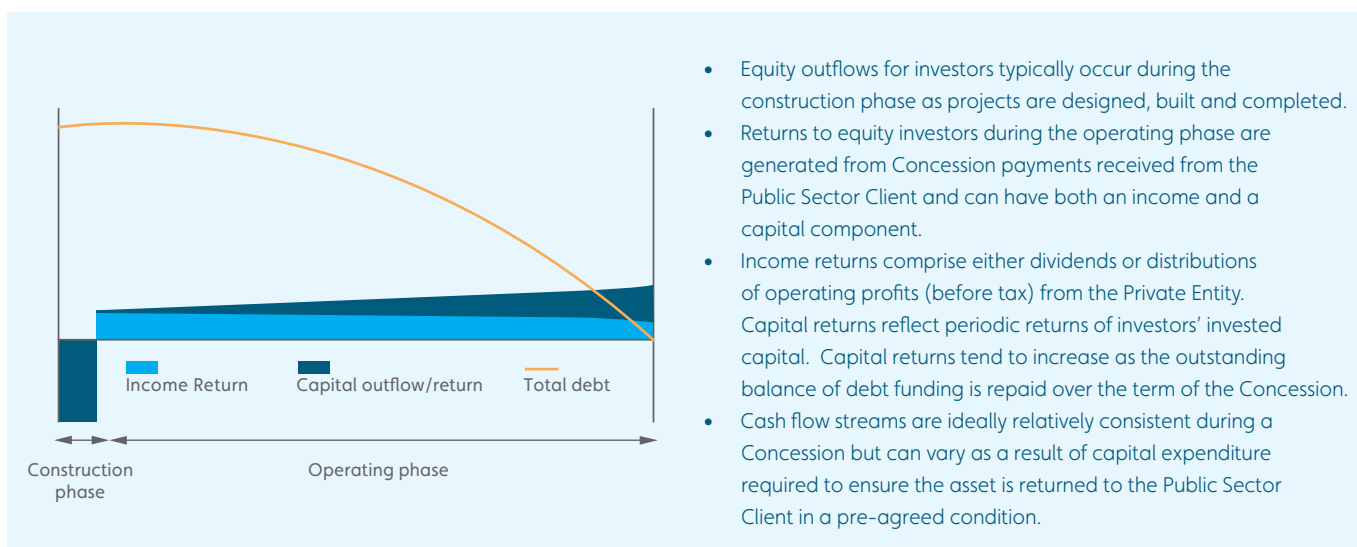 Income Return
Capital outflow/return
Total debt
Construction
phase
Operating phase
• Equity outflows for investors typically occur during the
construction phase as projects are designed, built and completed.
• Returns to equity investors during the operating phase are
generated from Concession payments received from the
Public Sector Client and can have both an income and a
capital component.
• Income returns comprise either dividends or distributions
of operating profits (before tax) from the Private Entity.
Capital returns reflect periodic returns of investors’ invested
capital. Capital returns tend to increase as the outstanding
balance of debt funding is repaid over the term of the Concession.
• Cash flow streams are ideally relatively consistent during a
Concession but can vary as a result of capital expenditure
required to ensure the asset is returned to the Public Sector
Client in a pre-agreed condition.